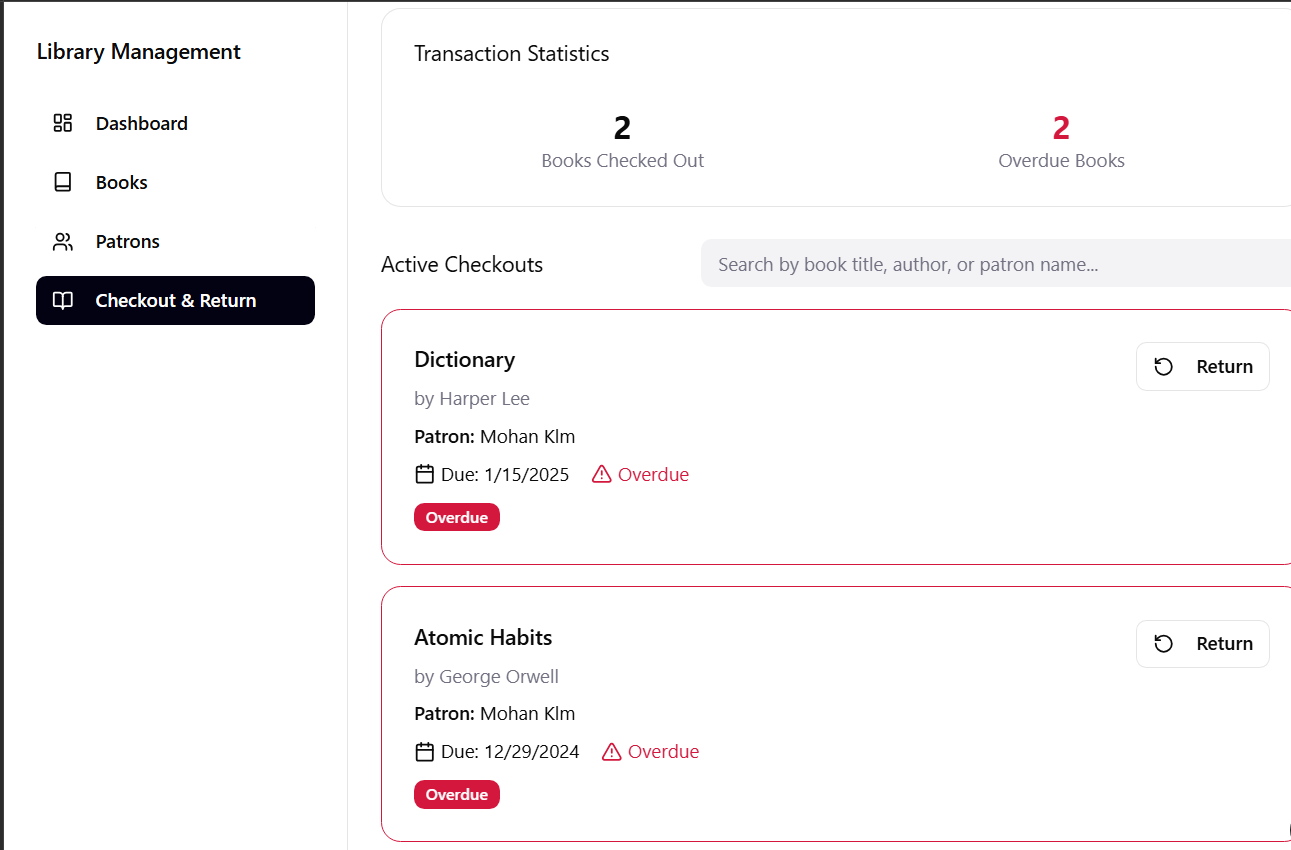 Library Management
Dashboard
Books
Patrons
Checkout & Return
Transaction Statistics
2
Books Checked Out
2
Overdue Books
Active Checkouts
Search by book title, author, or patron name...
Dictionary
Return
by Harper Lee
Patron: Mohan Klm
Due: 1/15/2025 Overdue
Overdue
Atomic Habits
Return
by George Orwell
Patron: Mohan Klm
Due: 12/29/2024 Overdue
Overdue